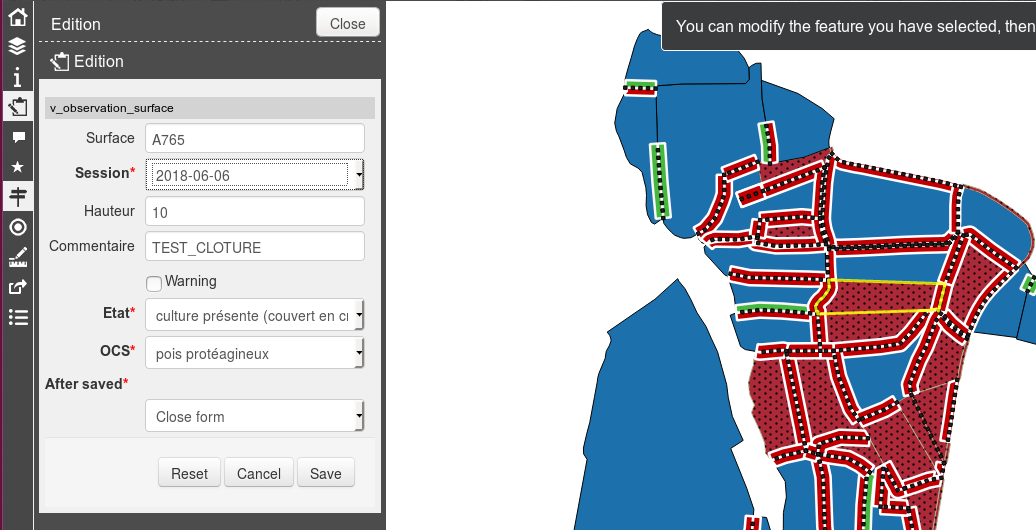 Edition
Close
You can modify the feature you have selected, then
Edition
v_observation_surface
Surface A765
Session* 2018-06-06
Hauteur 10
Commentaire TEST_CLOTURE
Warning
Etat* culture présente (couvert en
OCS* pois protéagineux
After saved*
Close form
Reset Cancel Save